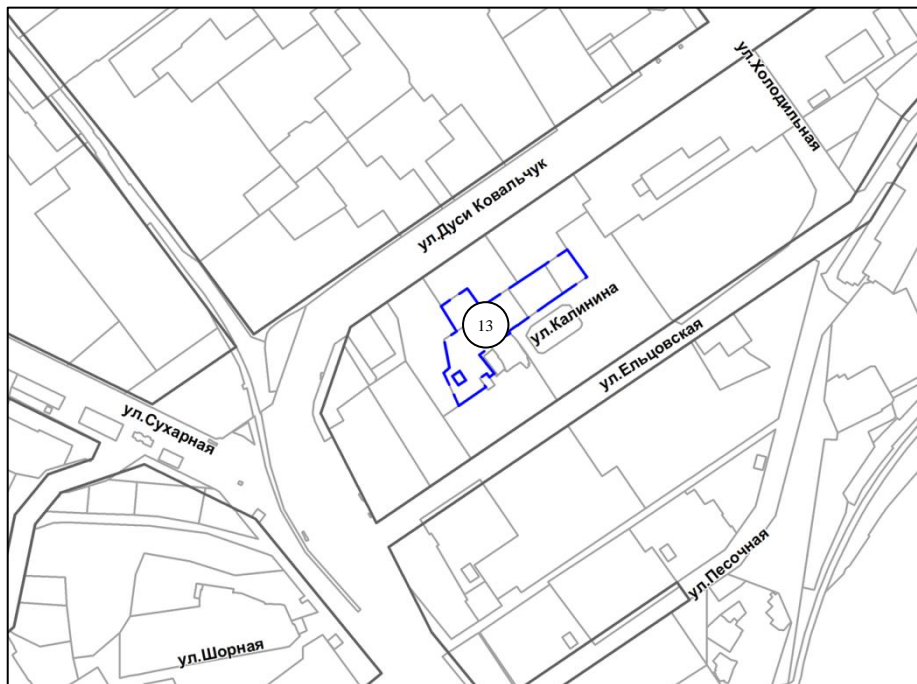 ул.Холодильная
ул.Дуси Ковальчук
13
ул.Калинина
ул.Ельцовская
ул.Сухарная
ул.Песочная
ул.Шорная